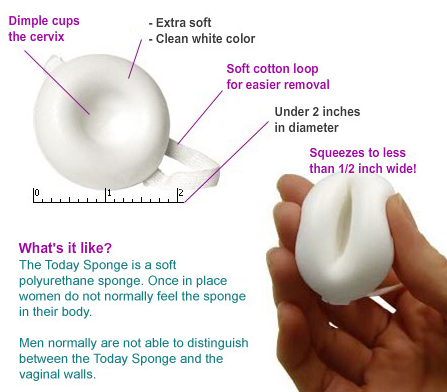 Dimple cups
the cervix
- Extra soft
- Clean white color
Soft cotton loop
for easier removal
Under 2 inches
in diameter
Squeezes to less
than 1/2 inch wide!
0 1 2
What's it like?
The Today Sponge is a soft
polyurethane sponge. Once in place
women do not normally feel the sponge
in their body.
Men normally are not able to distinguish
between the Today Sponge and the
vaginal walls.